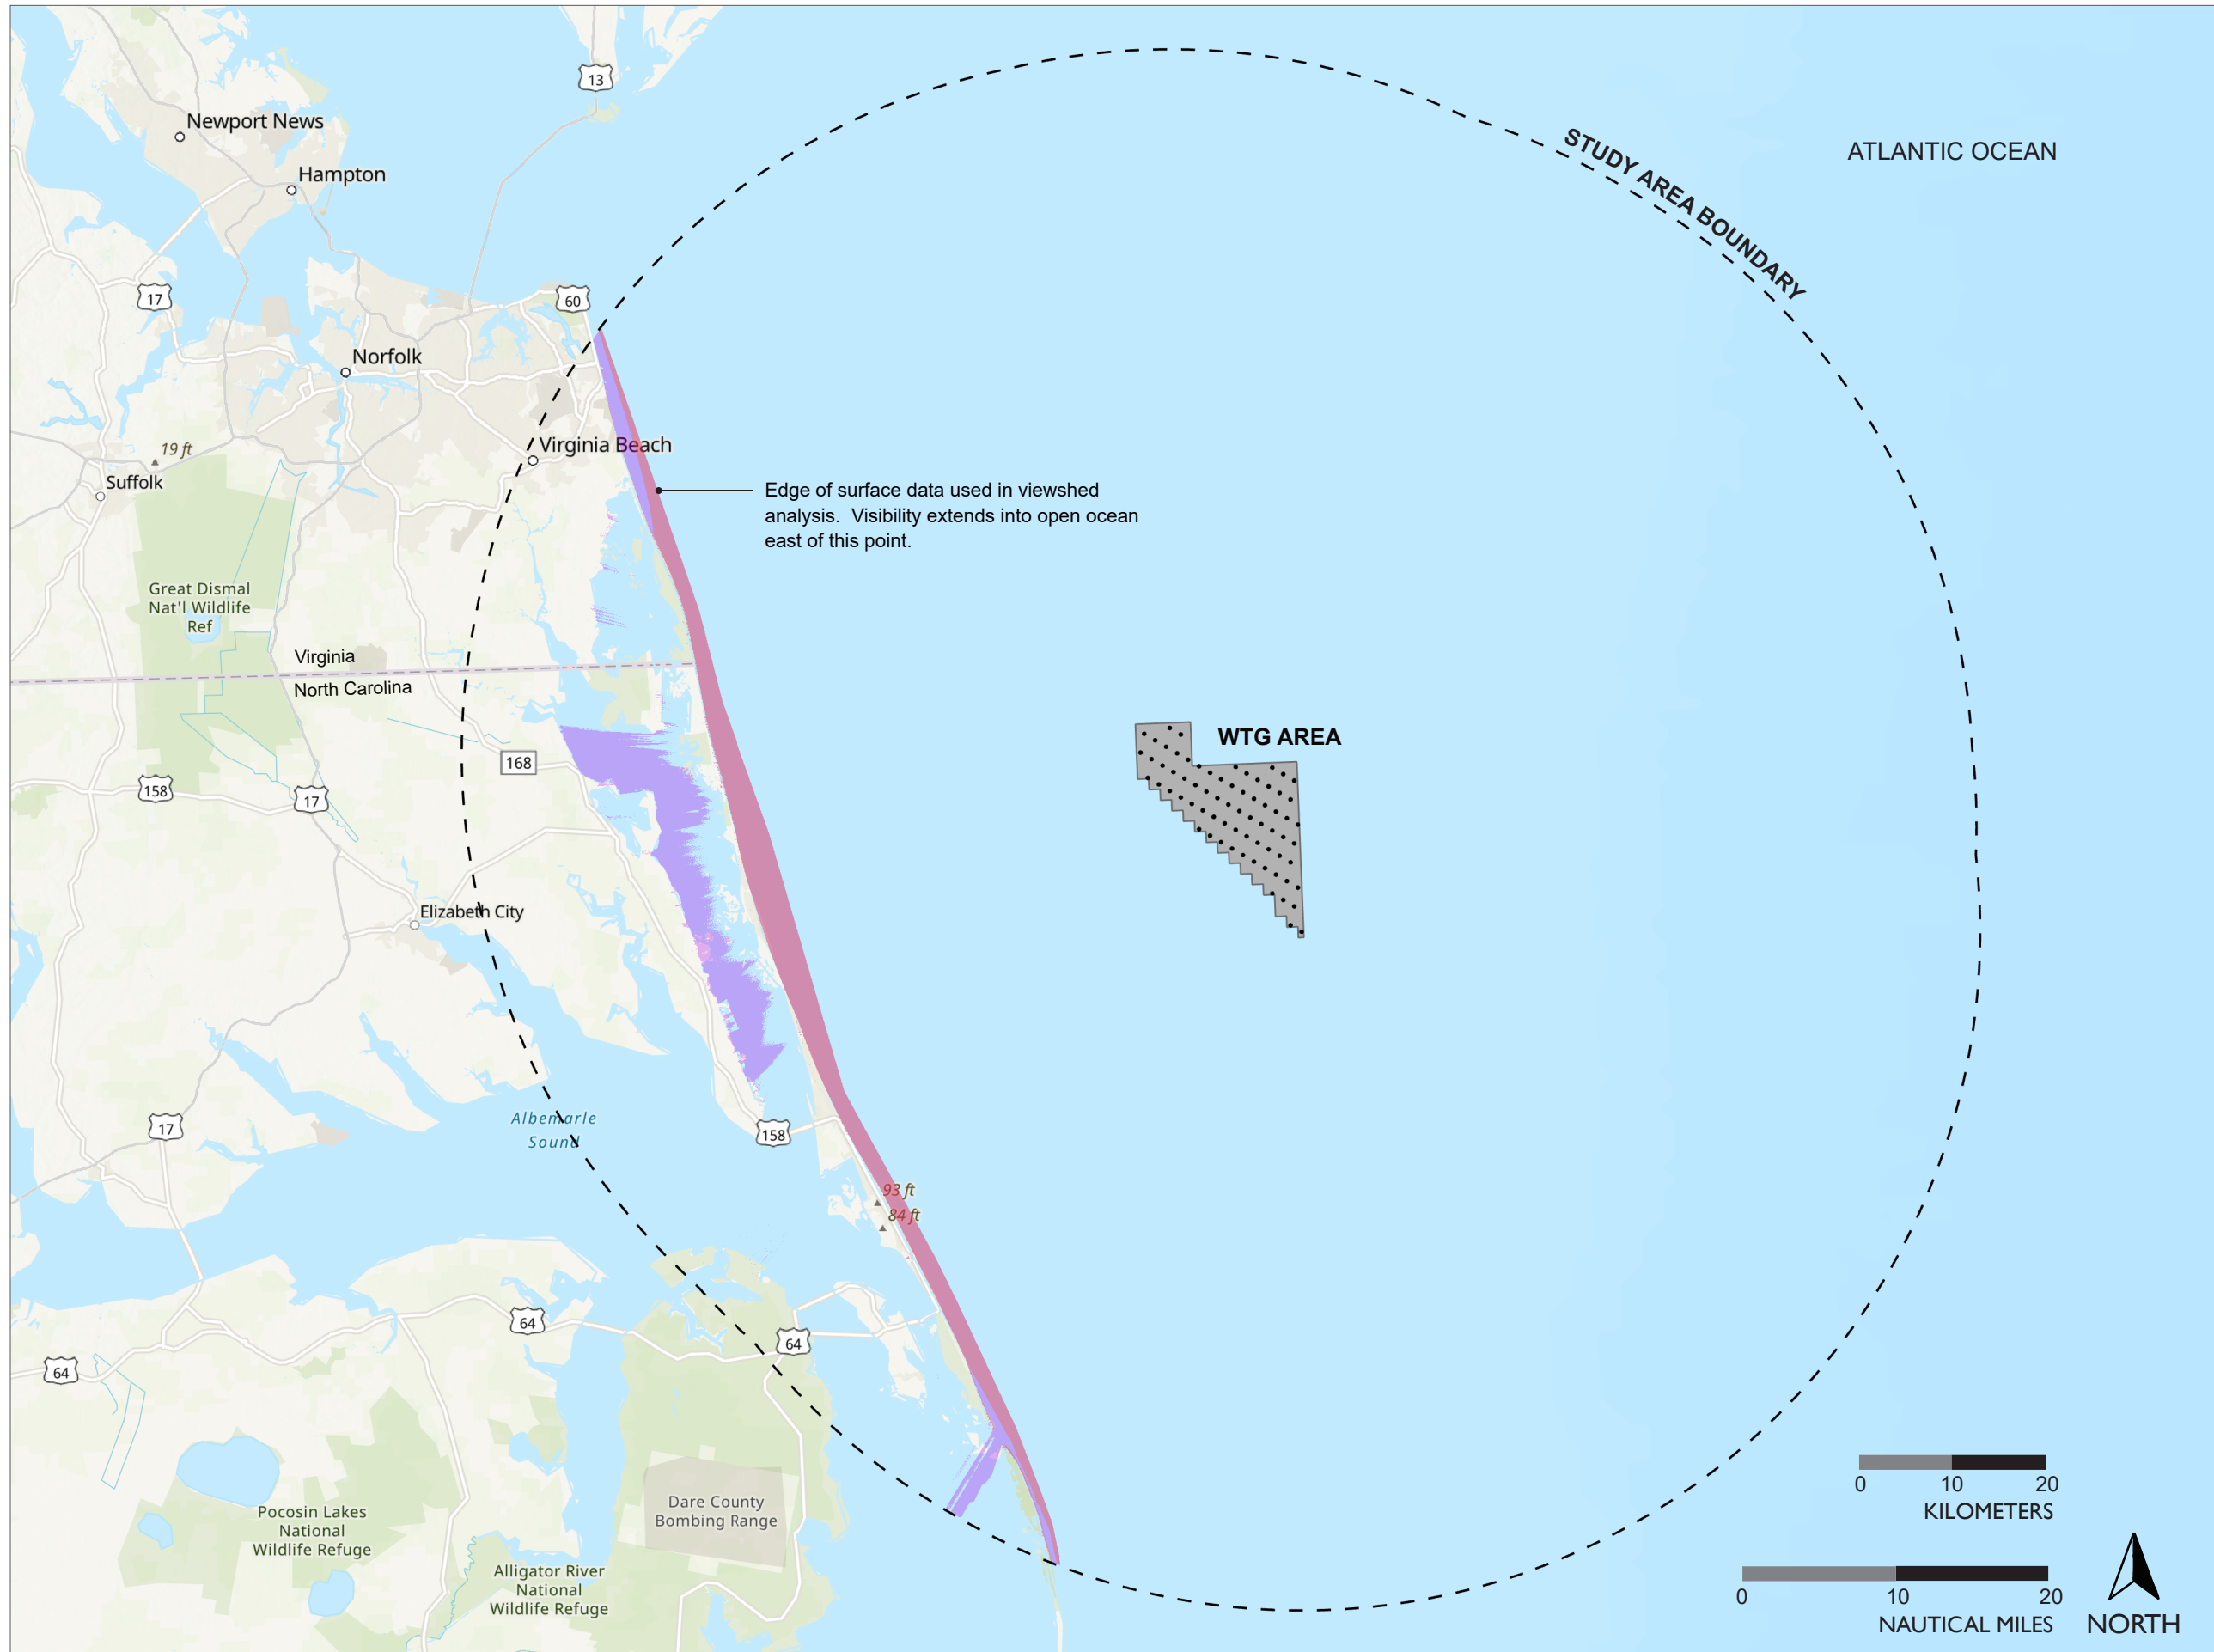 13
ATLANTIC OCEAN
STUDY AREA BOUNDARY
Newport News
Hampton
17
60
Norfolk
Virginia Beach
19 ft
Suffolk
Edge of surface data used in viewshed
analysis. Visibility extends into open ocean
east of this point.
Great Dismal
Nat'l Wildlife
Ref
Virginia
North Carolina
WTG AREA
168
158
17
Elizabeth City
Albemarle
Sound
17
158
93 ft
84 ft
64
64
64
Dare County
Bombing Range
Pocosin Lakes
National
Wildlife Refuge
Alligator River
National
Wildlife Refuge
0 10 20
KILOMETERS
0 10 20
NAUTICAL MILES
NORTH